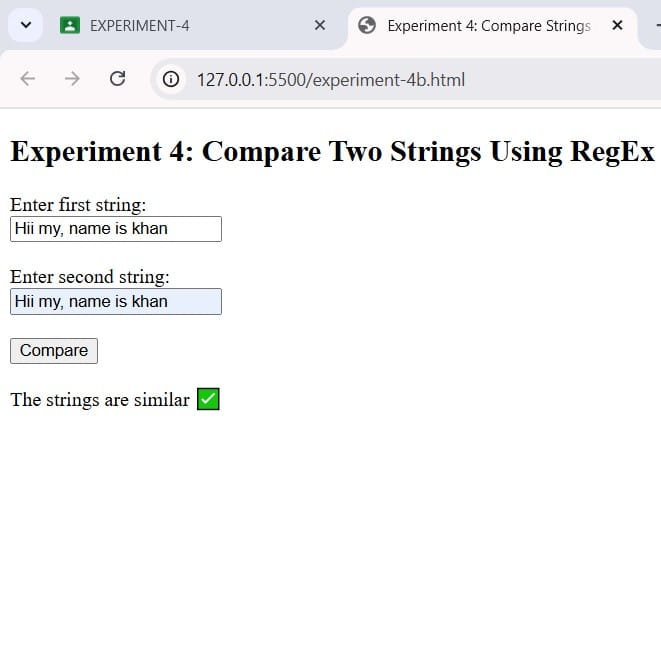 EXPERIMENT-4
Experiment 4: Compare Strings
127.0.0.1:5500/experiment-4b.html
Experiment 4: Compare Two Strings Using RegEx
Enter first string:
Hii my, name is khan
Enter second string:
Hii my, name is khan
Compare
The strings are similar ✅